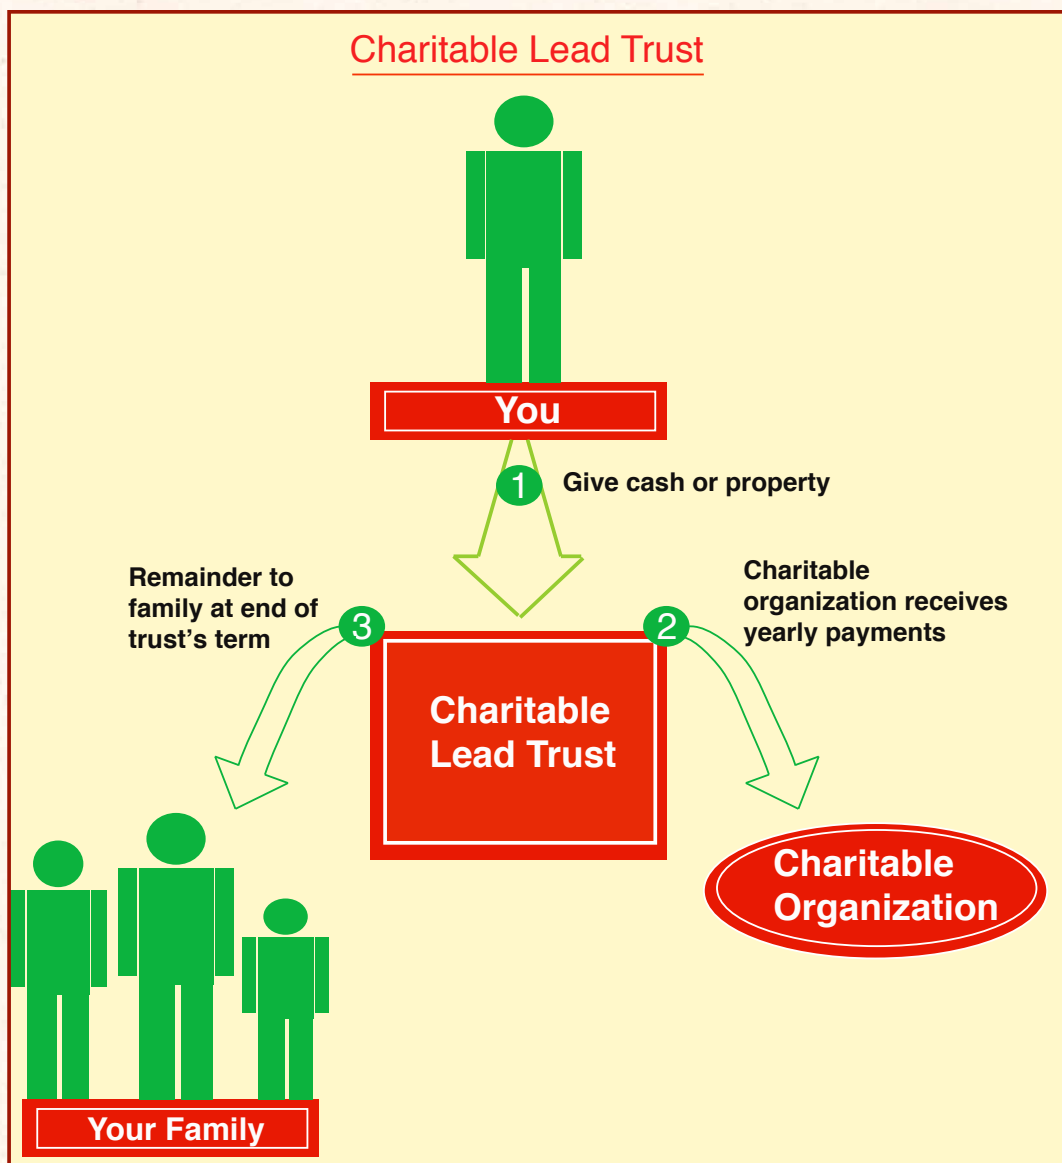 Charitable Lead Trust
You
1
Give cash or property
Remainder to
family at end of
trust's term
3
2
Charitable
organization receives
yearly payments
Charitable
Lead Trust
Charitable
Organization
Your Family